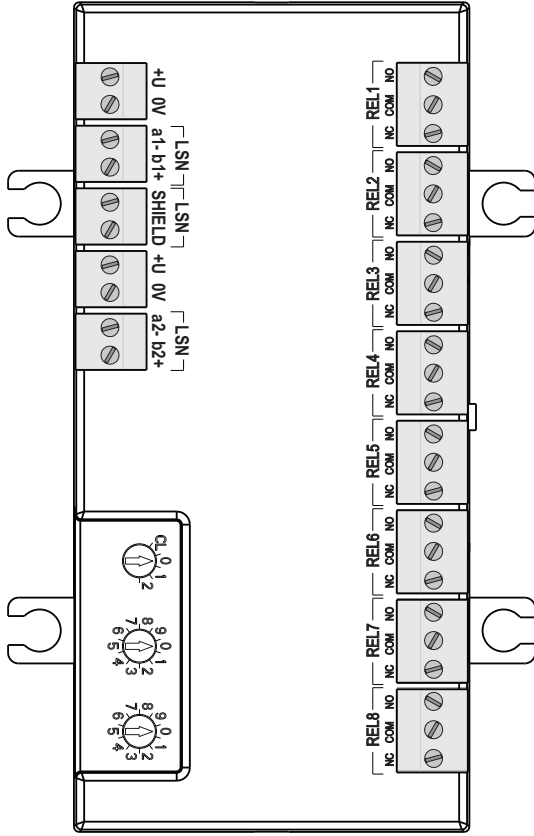 +U 0V
LSN
a1- b1+
LSN
SHIELD
+U 0V
LSN
a2- b2+
CL 0 1 2
0 1 2 3 4 5 6 7 8 9
0 1 2 3 4 5 6 7 8 9
REL1
NC COM NO
REL2
NC COM NO
REL3
NC COM NO
REL4
NC COM NO
REL5
NC COM NO
REL6
NC COM NO
REL7
NC COM NO
REL8
NC COM NO